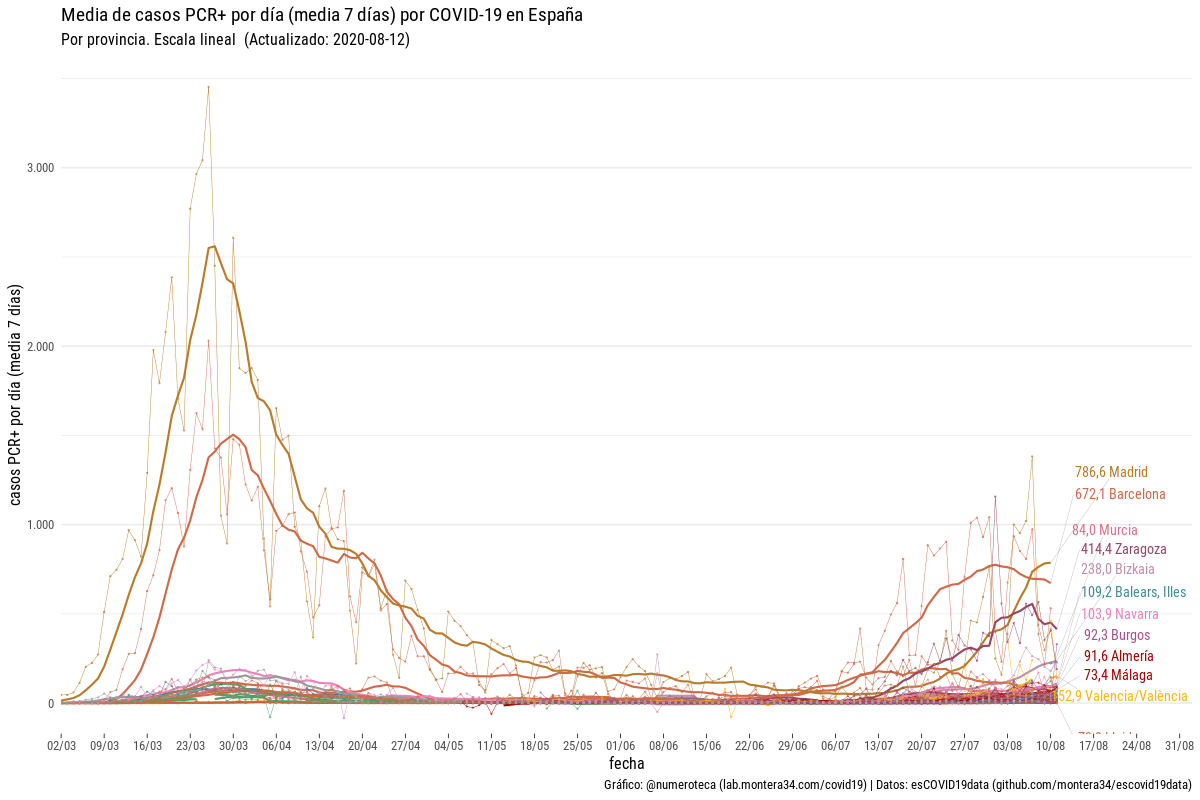 Media de casos PCR+ por día (media 7 días) por COVID-19 en España
Por provincia. Escala lineal  (Actualizado: 2020-08-12)
casos PCR+ por día (media 7 días)
3.000
2.000
1.000
0
786,6 Madrid
672,1 Barcelona
84,0 Murcia
414,4 Zaragoza
238,0 Bizkaia
109,2 Balears, Illes
103,9 Navarra
92,3 Burgos
91,6 Almería
73,4 Málaga
52,9 Valencia/València
02/03 09/03 16/03 23/03 30/03 06/04 13/04 20/04 27/04 04/05 11/05 18/05 25/05 01/06 08/06 15/06 22/06 29/06 06/07 13/07 20/07 27/07 03/08 10/08 17/08 24/08 31/08
fecha
Gráfico: @numeroteca (lab.montera34.com/covid19) | Datos: esCOVID19data (github.com/montera34/escovid19data)